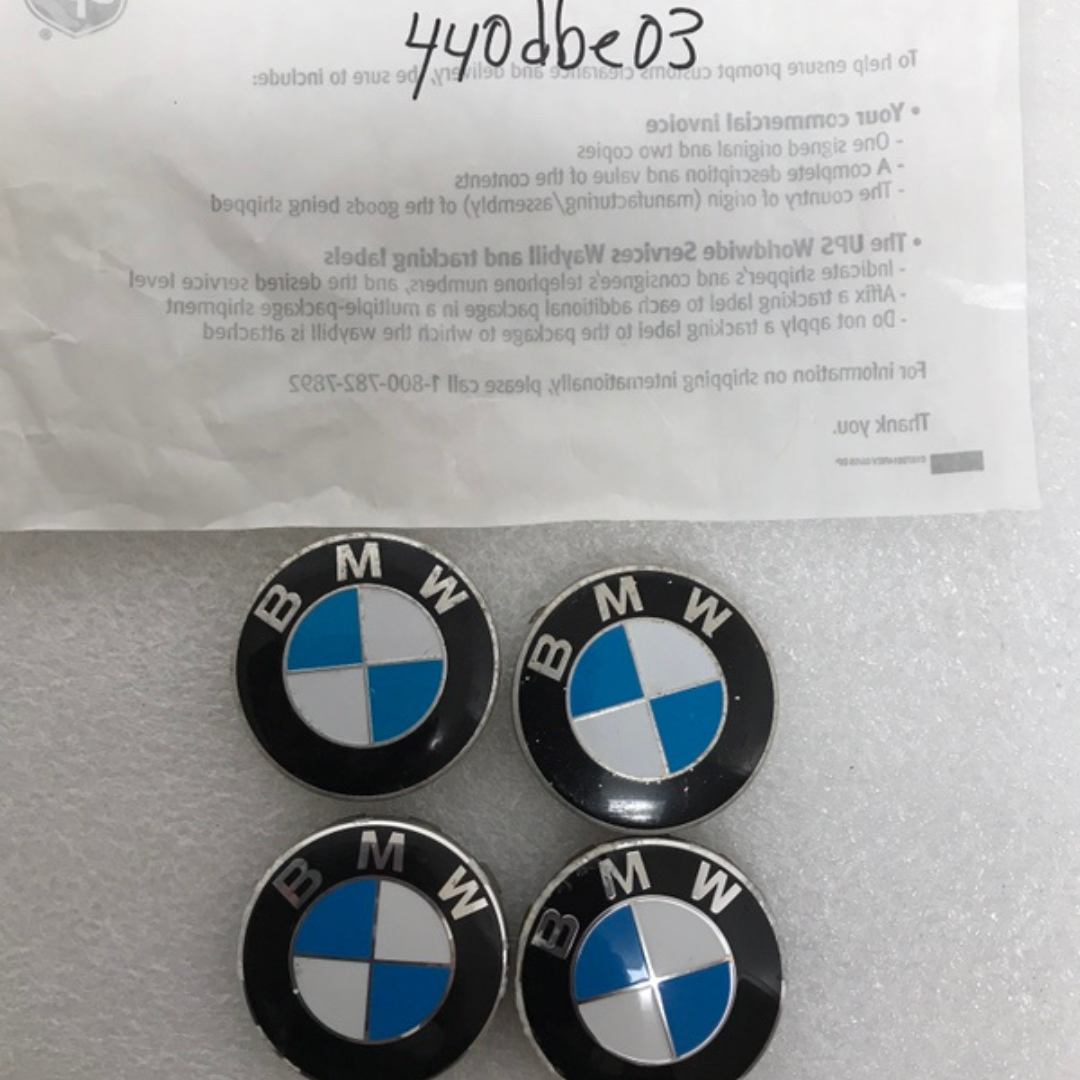 440dbe03
To help ensure prompt customs clearance and delivery, be sure to include:
• Your commercial invoice
- One signed original and two copies
- A complete description and value of the contents
- The country of origin (manufacturing/assembly) of the goods being shipped
• The UPS Worldwide Services Waybill and tracking labels
- Indicate shipper's and consignee's telephone numbers, and the desired service level
- Affix a tracking label to each additional package in a multiple-package shipment
- Do not apply a tracking label to the package to which the waybill is attached
For information on shipping internationally, please call 1-800-782-7892
Thank you.
BMW
BMW
BMW
BMW